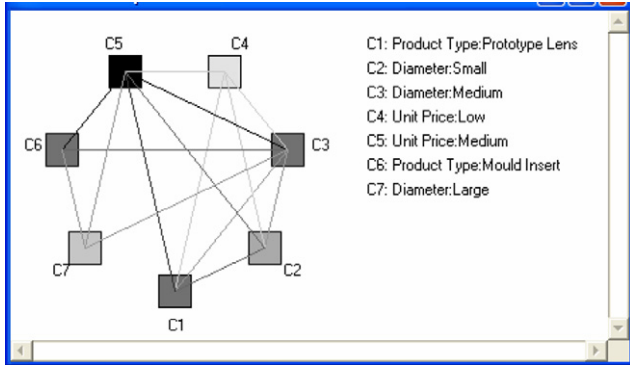 C5
C4
C6
C3
C7
C2
C1
C1: Product Type:Prototype Lens
C2: Diameter:Small
C3: Diameter:Medium
C4: Unit Price:Low
C5: Unit Price:Medium
C6: Product Type:Mould Insert
C7: Diameter:Large